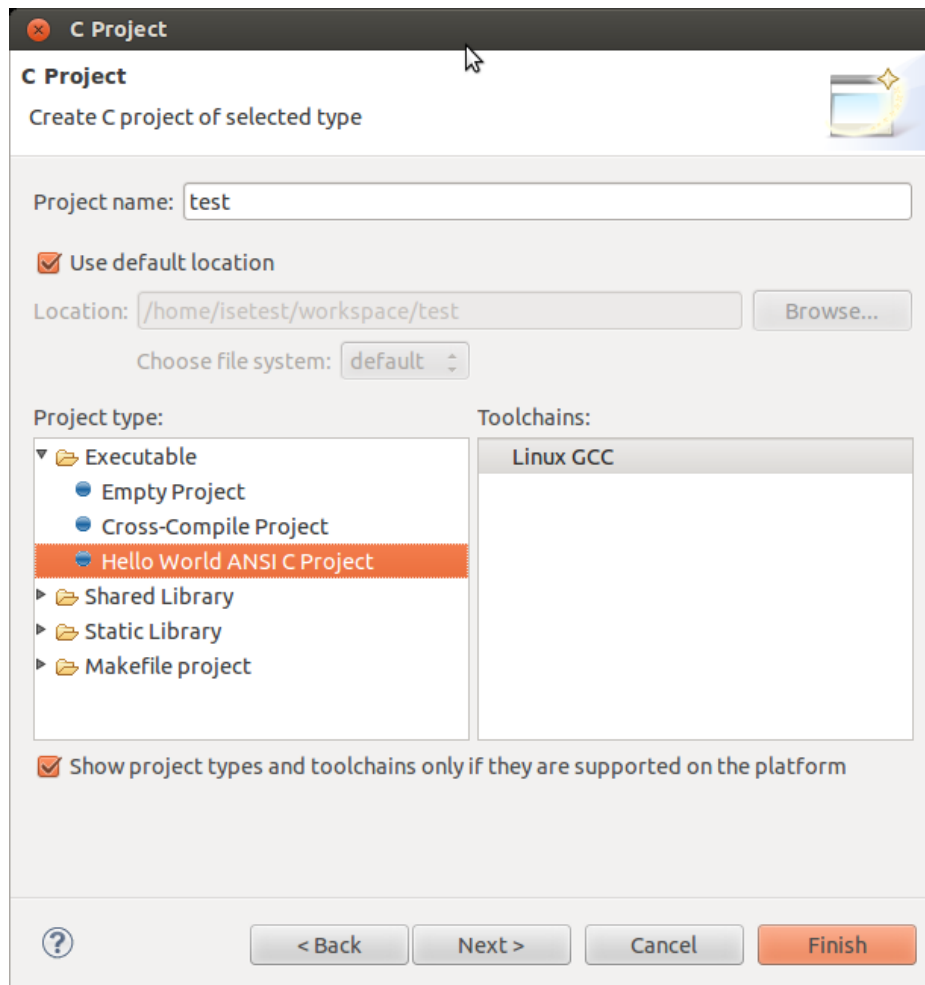 C Project
C Project
Create C project of selected type
Project name: test
Use default location
Location: /home/isetest/workspace/test Browse...
Choose file system: default
Project type: Toolchains:
Executable Linux GCC
Empty Project
Cross-Compile Project
Hello World ANSI C Project
Shared Library
Static Library
Makefile project
Show project types and toolchains only if they are supported on the platform
? < Back Next > Cancel Finish